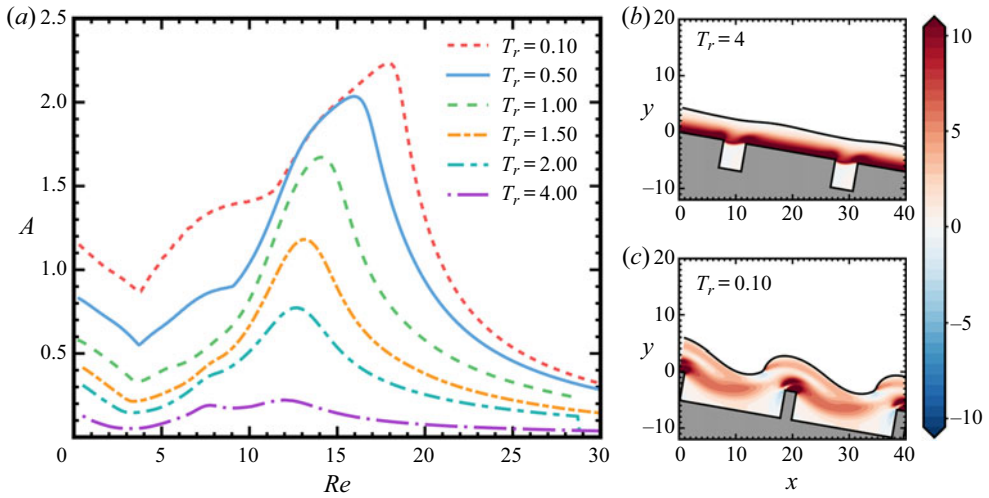 (a)
2.5
2.0
1.5
A
1.0
0.5
0 5 10 15 20 25 30
Re
T_r = 0.10
T_r = 0.50
T_r = 1.00
T_r = 1.50
T_r = 2.00
T_r = 4.00
(b)
T_r = 4
20
10
y
0
−10
0 10 20 30 40
(c)
T_r = 0.10
20
10
y
0
−10
0 10 20 30 40
x
10
5
0
−5
−10